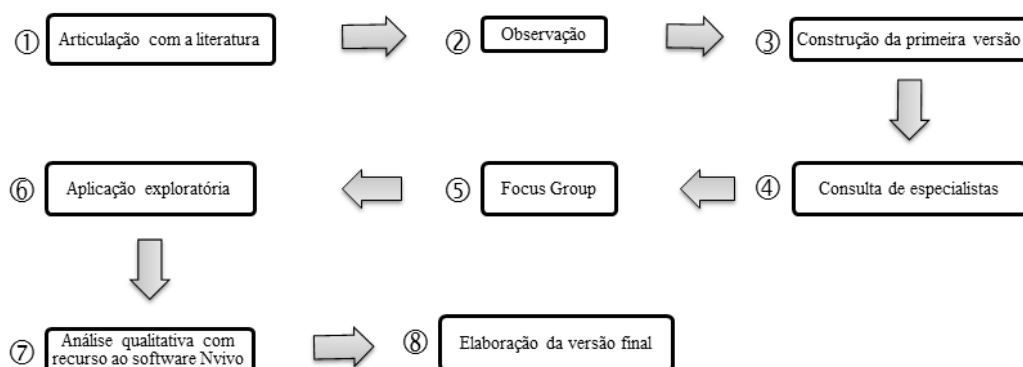 ① Articulação com a literatura
② Observação
③ Construção da primeira versão
④ Consulta de especialistas
⑤ Focus Group
⑥ Aplicação exploratória
⑦ Análise qualitativa com
recurso ao software Nvivo
⑧ Elaboração da versão final